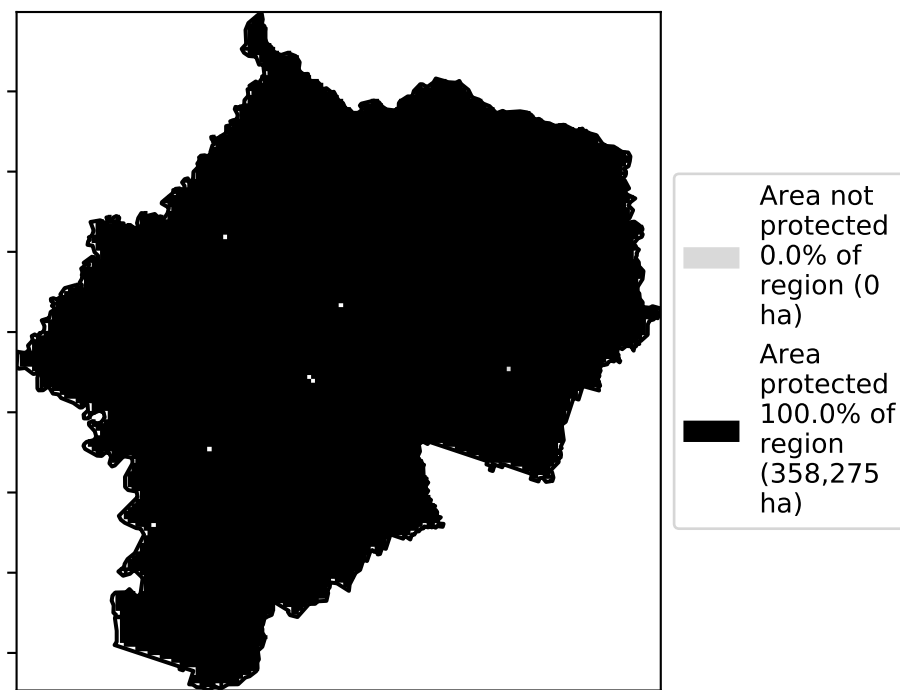 Area not
protected
0.0% of
region (0
ha)
Area
protected
100.0% of
region
(358,275
ha)